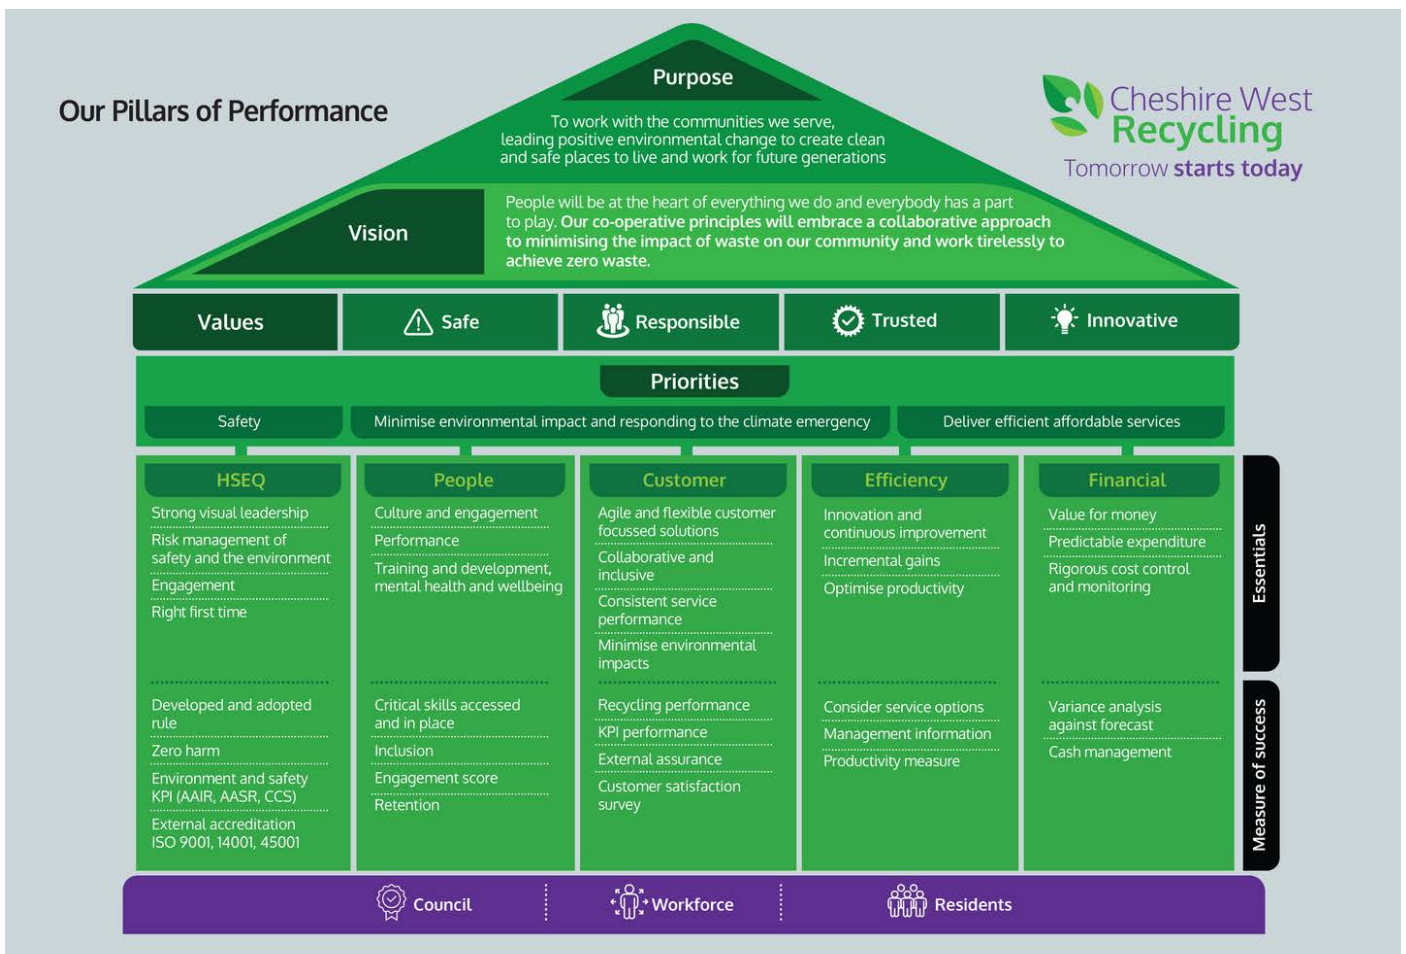 Our Pillars of Performance
Cheshire West
Recycling
Tomorrow starts today
Purpose
To work with the communities we serve,
leading positive environmental change to create clean
and safe places to live and work for future generations
Vision
People will be at the heart of everything we do and everybody has a part
to play. Our co-operative principles will embrace a collaborative approach
to minimising the impact of waste on our community and work tirelessly to
achieve zero waste.
Values
Safe
Responsible
Trusted
Innovative
Priorities
Safety
Minimise environmental impact and responding to the climate emergency
Deliver efficient affordable services
HSEQ
Strong visual leadership
Risk management of
safety and the environment
Engagement
Right first time
Developed and adopted
rule
Zero harm
Environment and safety
KPI (AAIR, AASR, CCS)
External accreditation
ISO 9001, 14001, 45001
People
Culture and engagement
Performance
Training and development,
mental health and wellbeing
Critical skills accessed
and in place
Inclusion
Engagement score
Retention
Customer
Agile and flexible customer
focussed solutions
Collaborative and
inclusive
Consistent service
performance
Minimise environmental
impacts
Recycling performance
KPI performance
External assurance
Customer satisfaction
survey
Efficiency
Innovation and
continuous improvement
Incremental gains
Optimise productivity
Consider service options
Management information
Productivity measure
Financial
Value for money
Predictable expenditure
Rigorous cost control
and monitoring
Variance analysis
against forecast
Cash management
Essentials
Measure of success
Council
Workforce
Residents